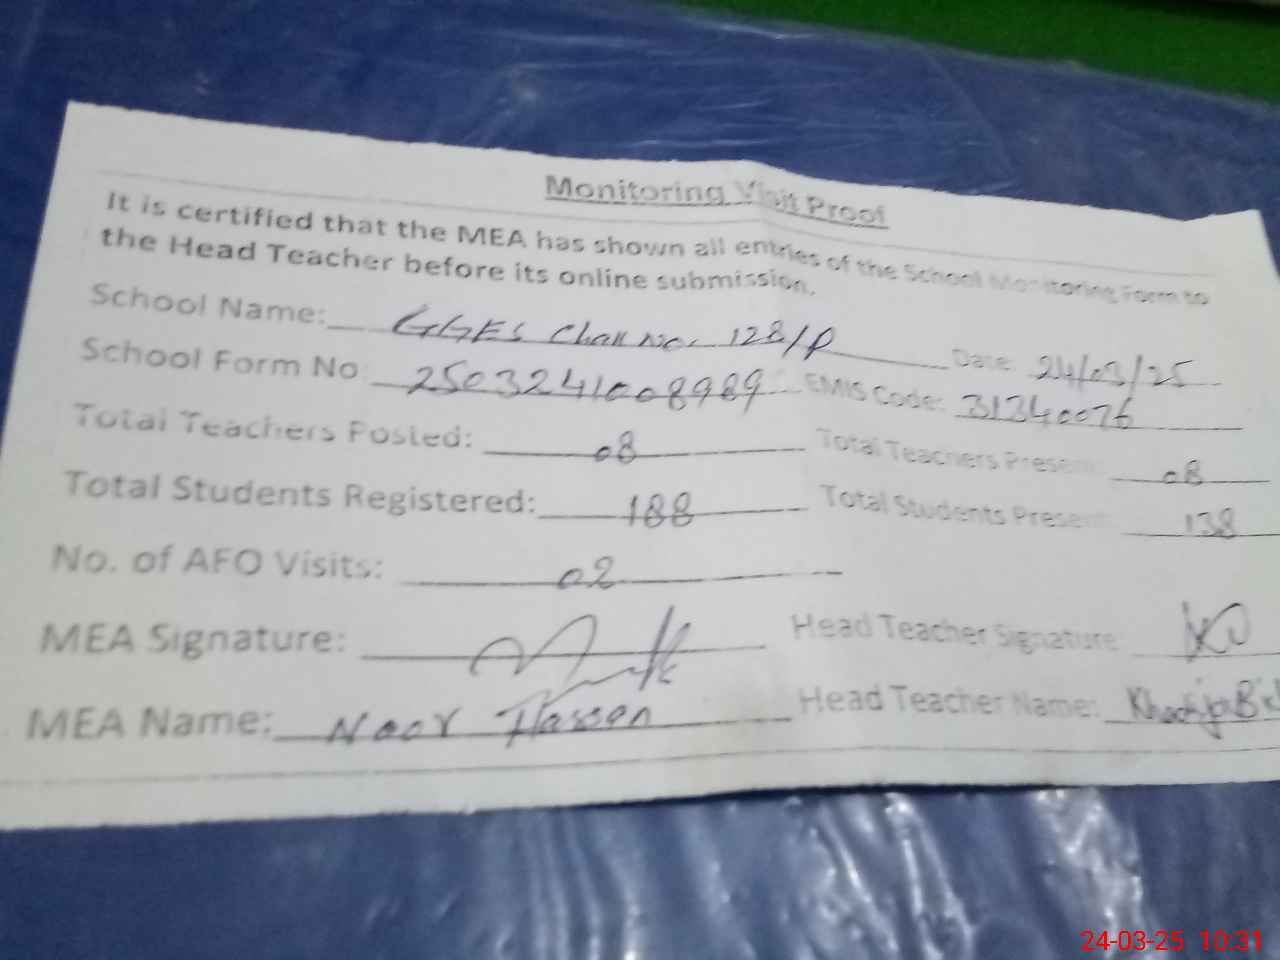 Monitoring Visit Proof
It is certified that the MEA has shown all entries of the School Monitoring Form to
the Head Teacher before its online submission.
School Name: GGES Chak No. 128/P Date: 24/03/25
School Form No 2503241008989 EMIS Code: 31340076
Total Teachers Posted: 08 Total Teachers Present: 08
Total Students Registered: 188 Total Students Present 138
No. of AFO Visits: 02
MEA Signature: Head Teacher Signature:
MEA Name: Noor Hassan Head Teacher Name: Khadija
24-03-25 10:31